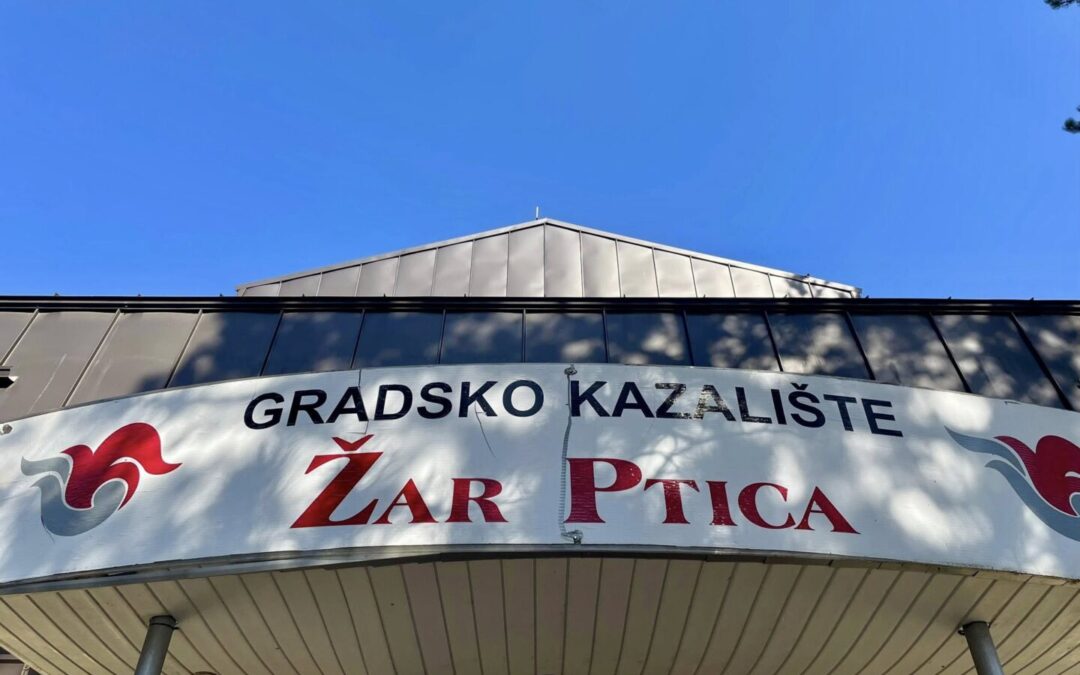 GRADSKO KAZALIŠTE
ŽAR PTICA